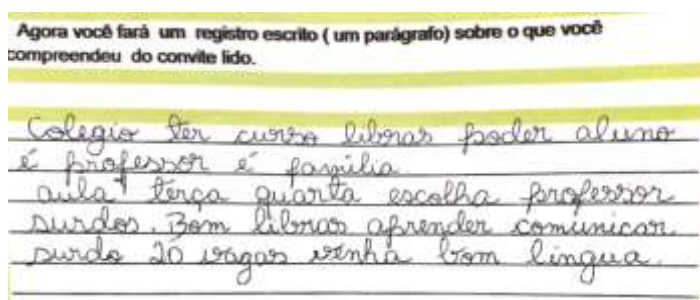 Agora você fará um registro escrito ( um parágrafo) sobre o que você
compreendeu do convite lido.
Colegio ter curso libras poder aluno
é professor é família.
aula terça quarta escolha professor
surdos. Bom libras aprender comunicar
surdo 20 vagas venha bom lingua.